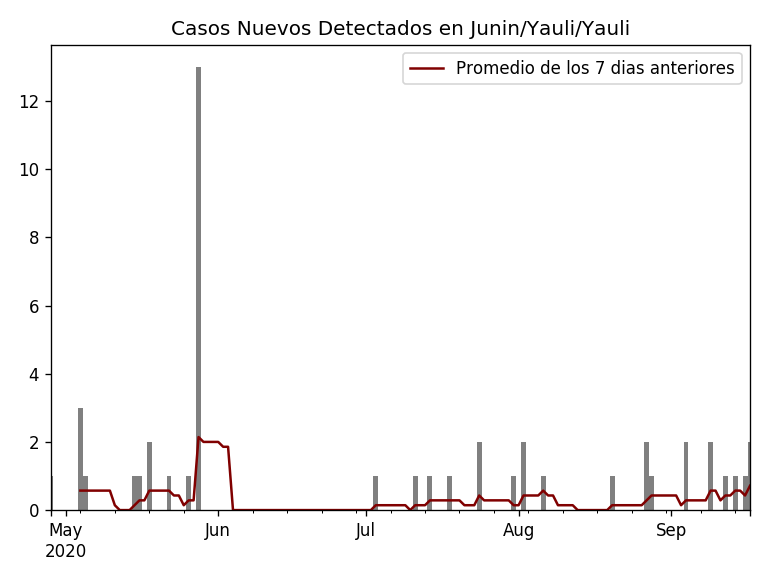 Casos Nuevos Detectados en Junin/Yauli/Yauli
Promedio de los 7 dias anteriores
12
10
8
6
4
2
0
May Jun Jul Aug Sep
2020